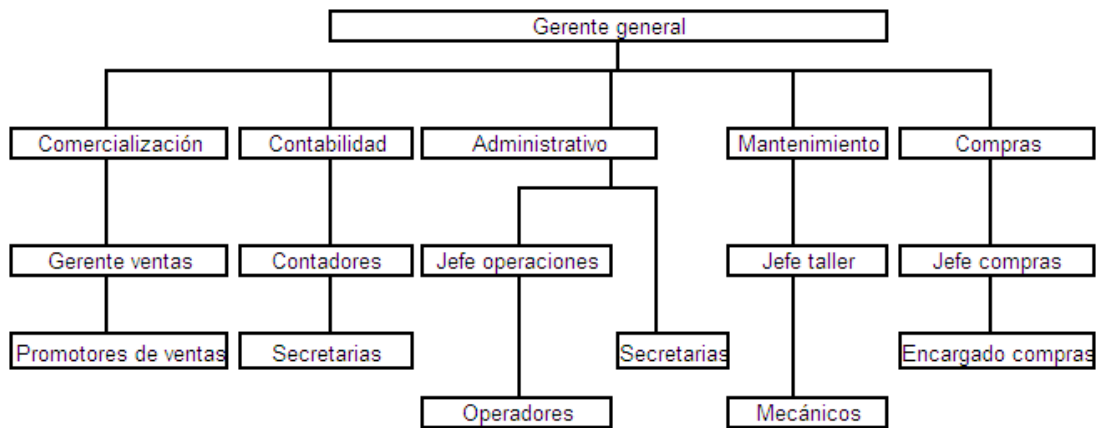 Gerente general
Comercialización
Contabilidad
Administrativo
Mantenimiento
Compras
Gerente ventas
Contadores
Jefe operaciones
Jefe taller
Jefe compras
Promotores de ventas
Secretarias
Secretarias
Encargado compras
Operadores
Mecánicos